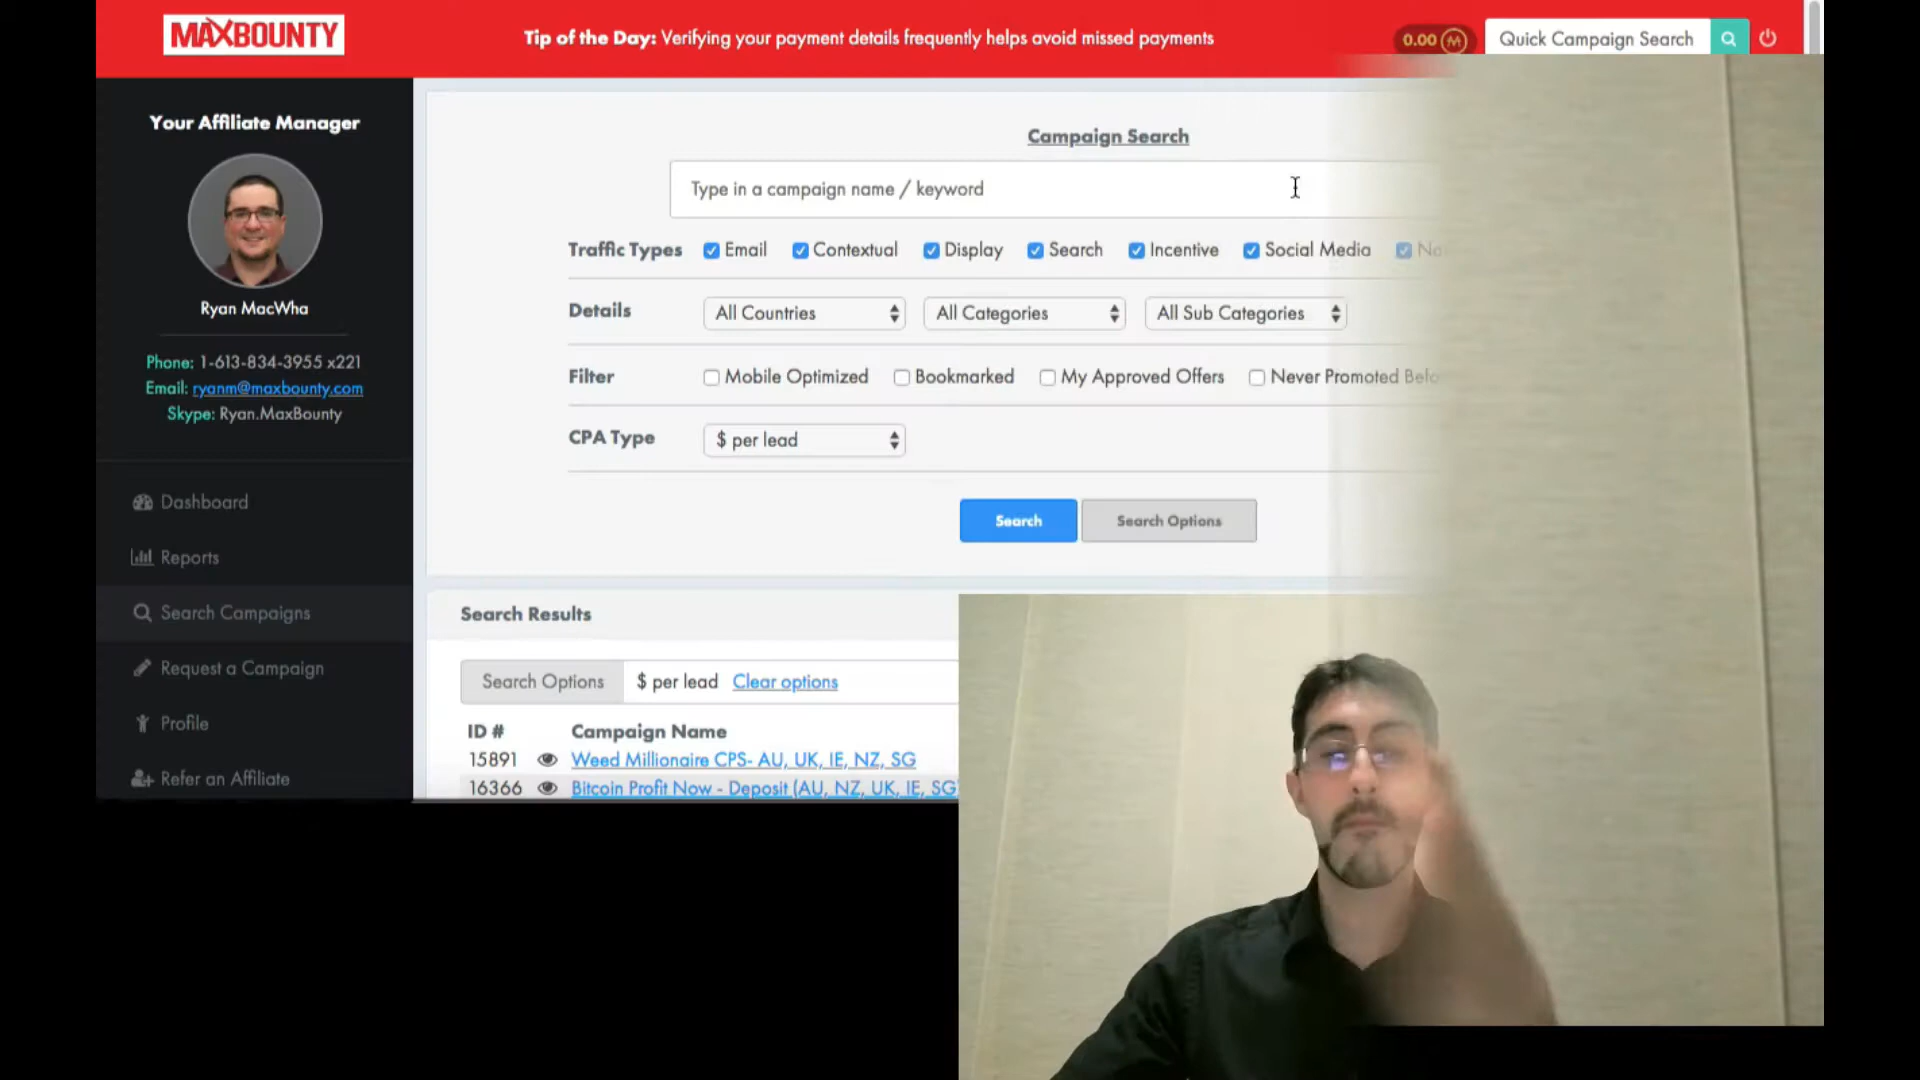 MAXBOUNTY
Tip of the Day: Verifying your payment details frequently helps avoid missed payments
0.00
Quick Campaign Search
Your Affiliate Manager
Ryan MacWha
Phone: 1-613-834-3955 x221
Email: ryanm@maxbounty.com
Skype: Ryan.MaxBounty
Dashboard
Reports
Search Campaigns
Request a Campaign
Profile
Refer an Affiliate
Campaign Search
Type in a campaign name / keyword
Traffic Types Email Contextual Display Search Incentive Social Media
Details All Countries All Categories All Sub Categories
Filter Mobile Optimized Bookmarked My Approved Offers Never Promoted
CPA Type $ per lead
Search Search Options
Search Results
Search Options $ per lead Clear options
ID # Campaign Name
15891 Weed Millionaire CPS- AU, UK, IE, NZ, SG
16366 Bitcoin Profit Now - Deposit (AU, NZ, UK, IE, SG